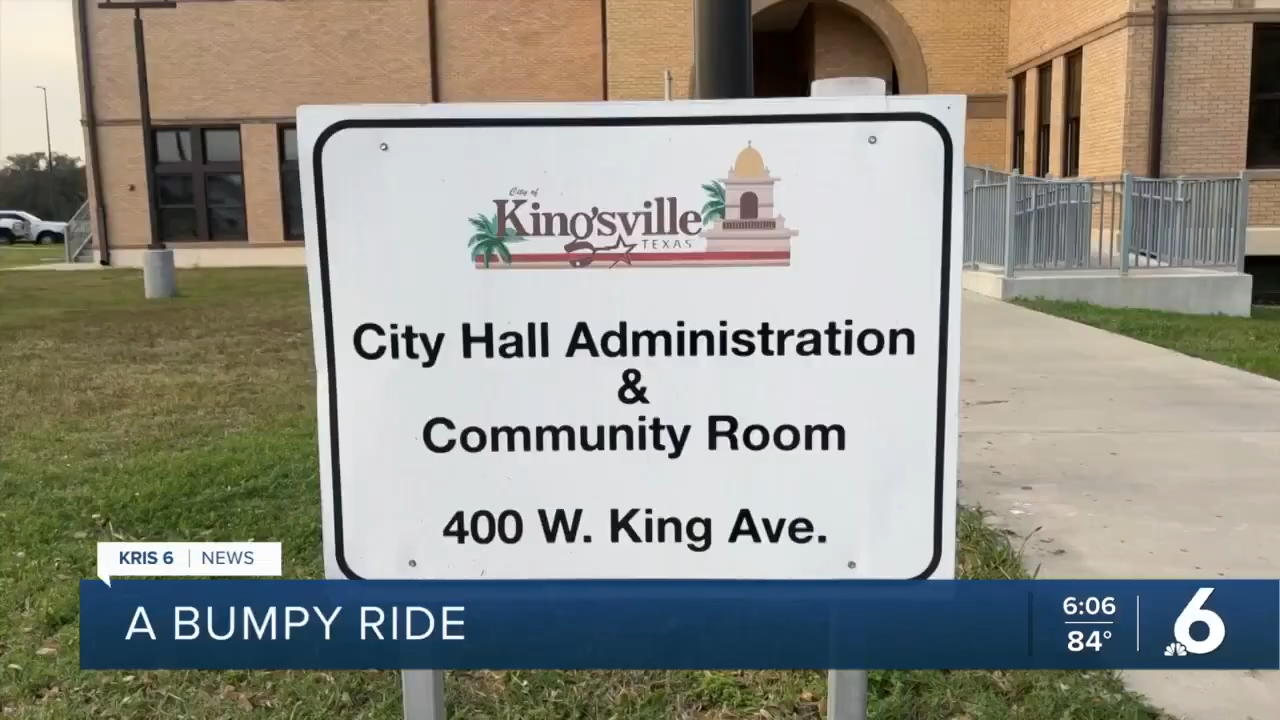 City of
Kingsville
TEXAS
City Hall Administration
&
Community Room
400 W. King Ave.
KRIS 6 | NEWS
A BUMPY RIDE
6:06
84°
6